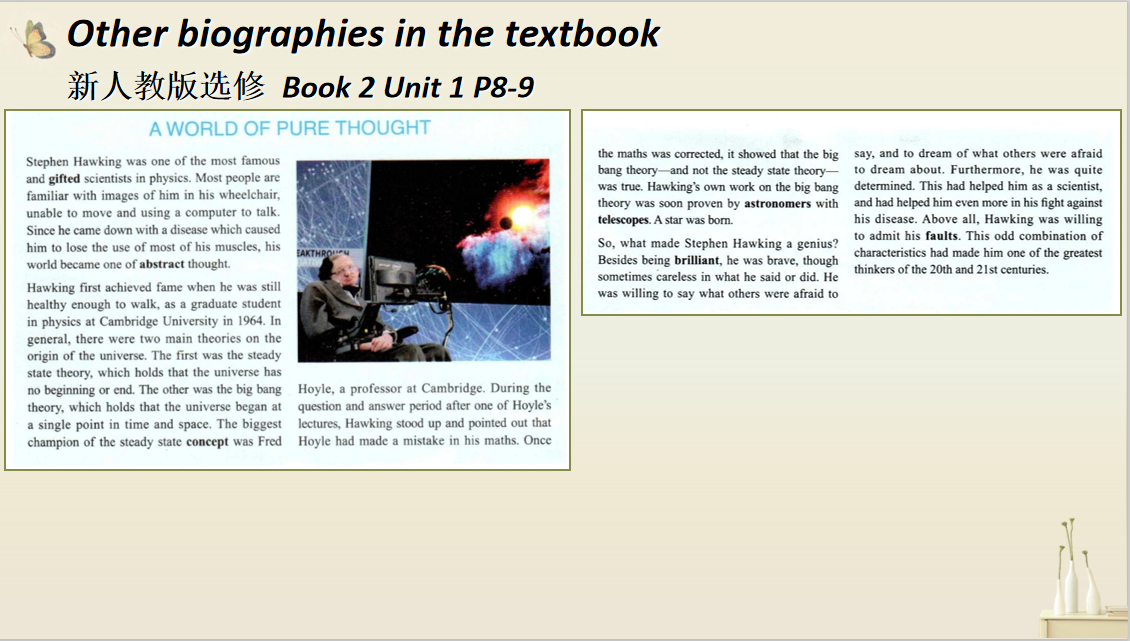 Other biographies in the textbook
新人教版选修 Book 2 Unit 1 P8-9
A WORLD OF PURE THOUGHT
Stephen Hawking was one of the most famous
and gifted scientists in physics. Most people are
familiar with images of him in his wheelchair,
unable to move and using a computer to talk.
Since he came down with a disease which caused
him to lose the use of most of his muscles, his
world became one of abstract thought.
Hawking first achieved fame when he was still
healthy enough to walk, as a graduate student
in physics at Cambridge University in 1964. In
general, there were two main theories on the
origin of the universe. The first was the steady
state theory, which holds that the universe has
no beginning or end. The other was the big bang
theory, which holds that the universe began at
a single point in time and space. The biggest
champion of the steady state concept was Fred
EAKTHROUGH
Hoyle, a professor at Cambridge. During the
question and answer period after one of Hoyle's
lectures, Hawking stood up and pointed out that
Hoyle had made a mistake in his maths. Once
the maths was corrected, it showed that the big
bang theory—and not the steady state theory—
was true. Hawking's own work on the big bang
theory was soon proven by astronomers with
telescopes. A star was born.
So, what made Stephen Hawking a genius?
Besides being brilliant, he was brave, though
sometimes careless in what he said or did. He
was willing to say what others were afraid to
say, and to dream of what others were afraid
to dream about. Furthermore, he was quite
determined. This had helped him as a scientist,
and had helped him even more in his fight against
his disease. Above all, Hawking was willing
to admit his faults. This odd combination of
characteristics had made him one of the greatest
thinkers of the 20th and 21st centuries.